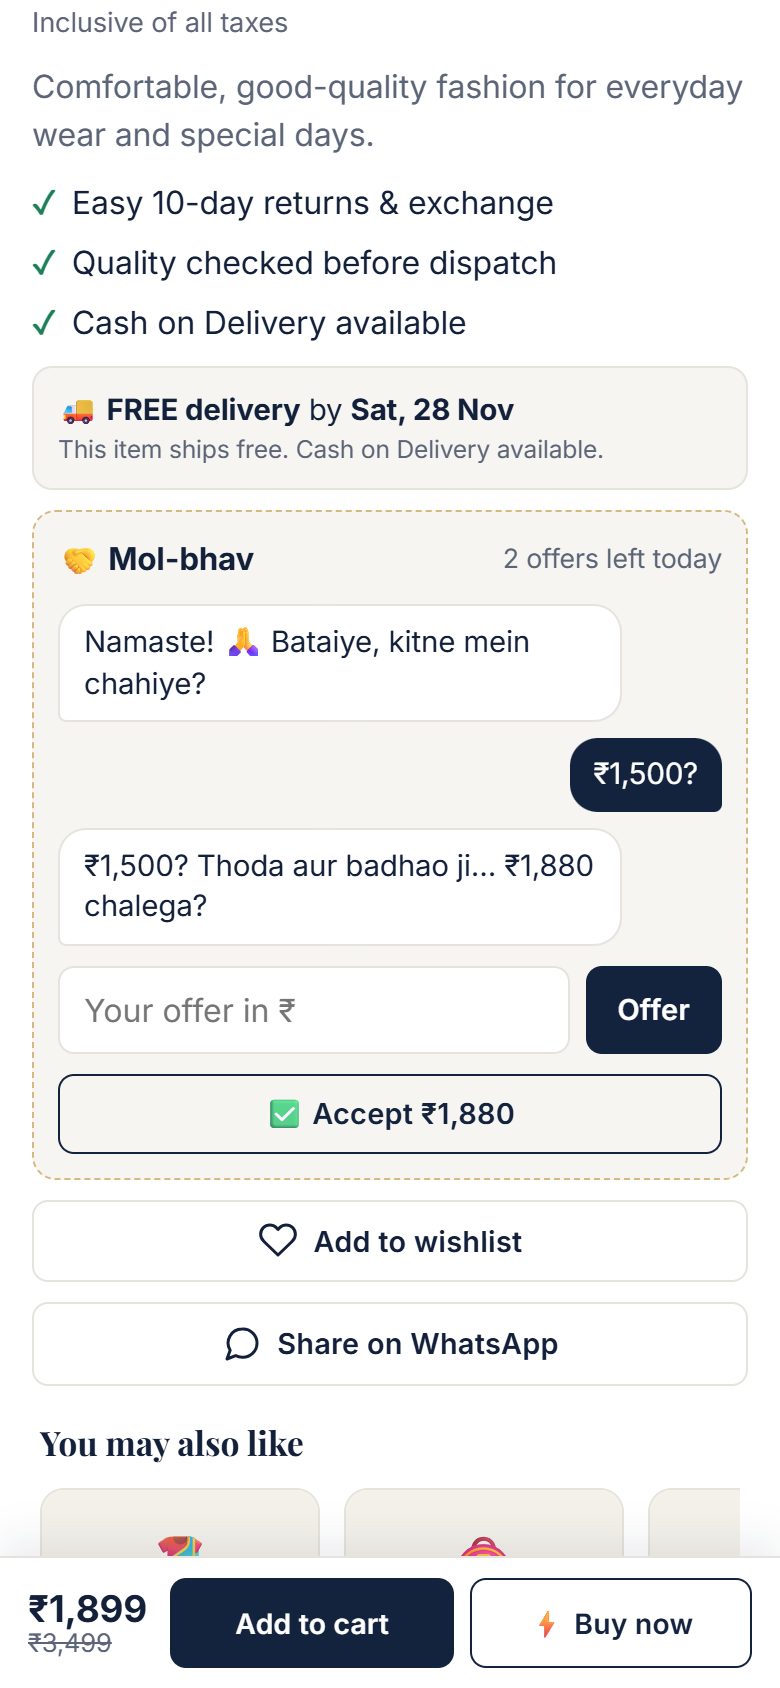 Inclusive of all taxes
Comfortable, good-quality fashion for everyday
wear and special days.
✓ Easy 10-day returns & exchange
✓ Quality checked before dispatch
✓ Cash on Delivery available
🚚 FREE delivery by Sat, 28 Nov
This item ships free. Cash on Delivery available.
🤝 Mol-bhav
2 offers left today
Namaste! 🙏 Bataiye, kitne mein
chahiye?
₹1,500?
₹1,500? Thoda aur badhao ji... ₹1,880
chalega?
Your offer in ₹
Offer
✅ Accept ₹1,880
Add to wishlist
Share on WhatsApp
You may also like
₹1,899
₹3,499
Add to cart
⚡ Buy now